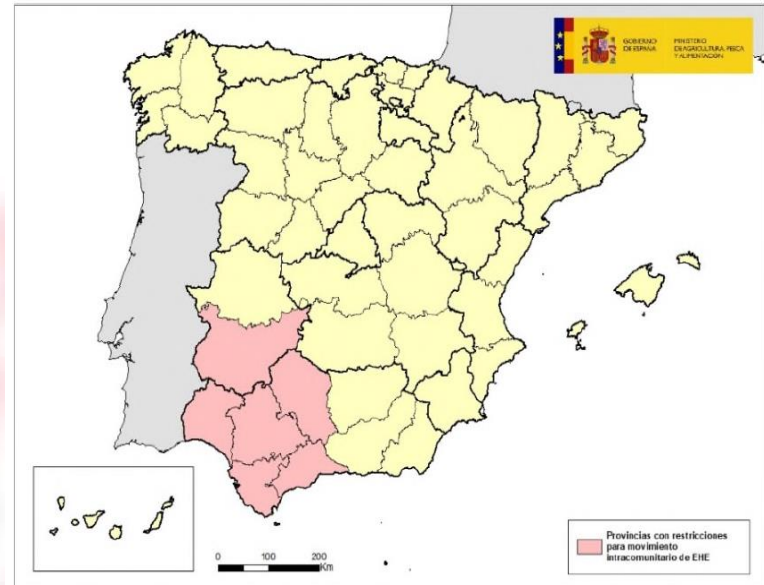 GOBIERNO
DE ESPAÑA
MINISTERIO
DE AGRICULTURA, PESCA
Y ALIMENTACIÓN
0 100 200
Km
Provincias con restricciones
para movimiento
intracomunitario de EHE